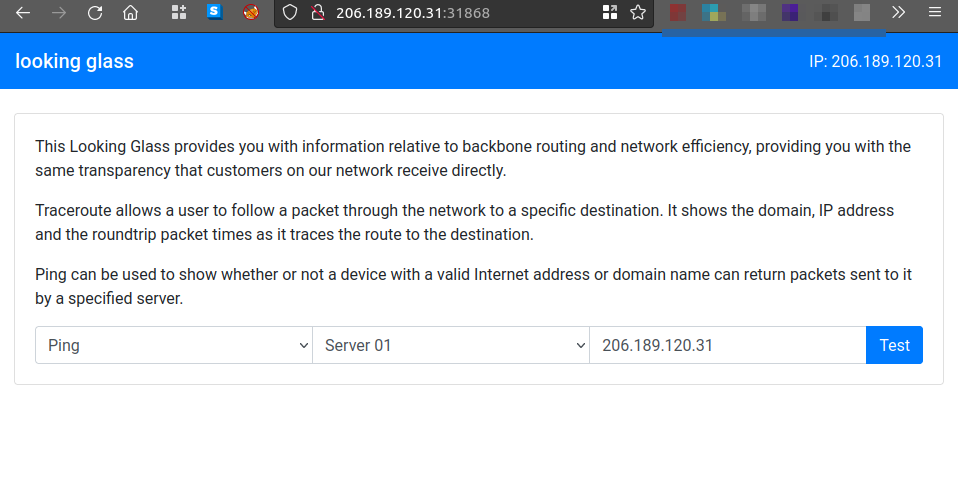 S
206.189.120.31:31868
looking glass
IP: 206.189.120.31
This Looking Glass provides you with information relative to backbone routing and network efficiency, providing you with the
same transparency that customers on our network receive directly.
Traceroute allows a user to follow a packet through the network to a specific destination. It shows the domain, IP address
and the roundtrip packet times as it traces the route to the destination.
Ping can be used to show whether or not a device with a valid Internet address or domain name can return packets sent to it
by a specified server.
Ping
Server 01
206.189.120.31
Test